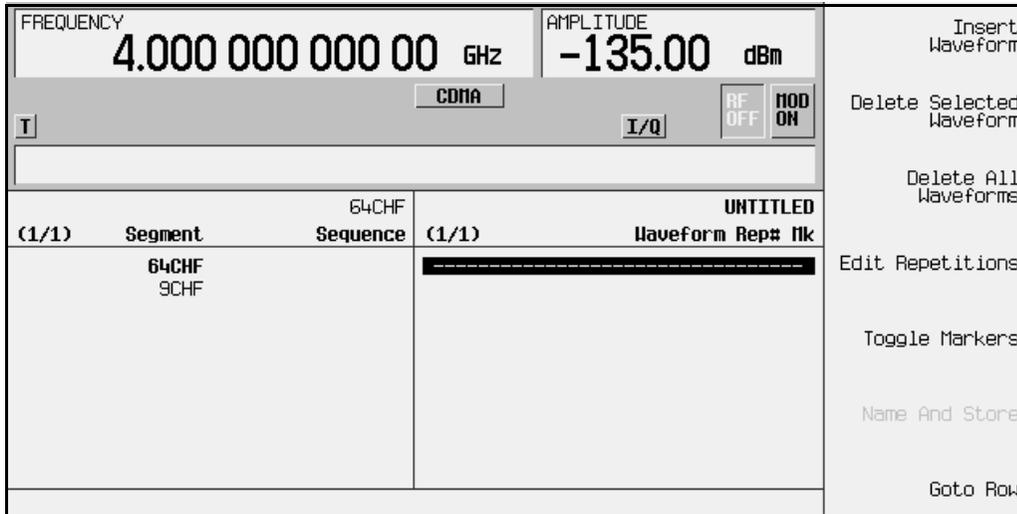 FREQUENCY
4.000 000 000 00 GHz
AMPLITUDE
-135.00 dBm
CDMA
T
I/Q
RF OFF
MOD ON
64CHF
(1/1) Segment Sequence
64CHF
9CHF
UNTITLED
(1/1) Waveform Rep# Mk
--------------------------------
Insert
Waveform
Delete Selected
Waveform
Delete All
Waveforms
Edit Repetitions
Toggle Markers
Name And Store
Goto Row